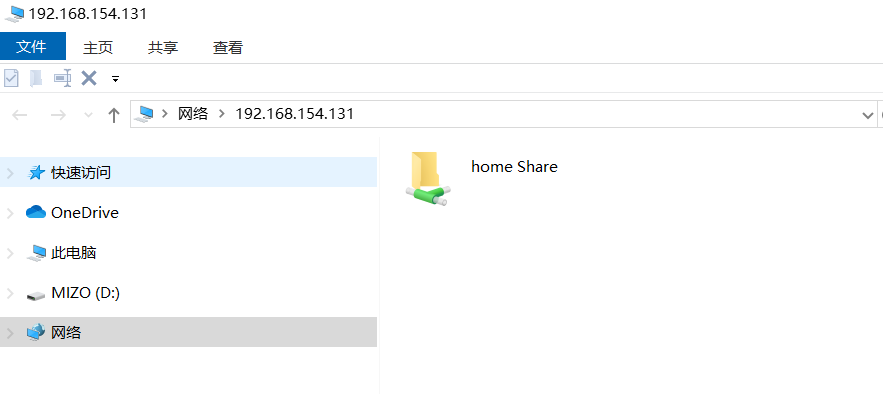 192.168.154.131
文件 主页 共享 查看
网络 192.168.154.131
快速访问
home Share
OneDrive
此电脑
MIZO (D:)
网络